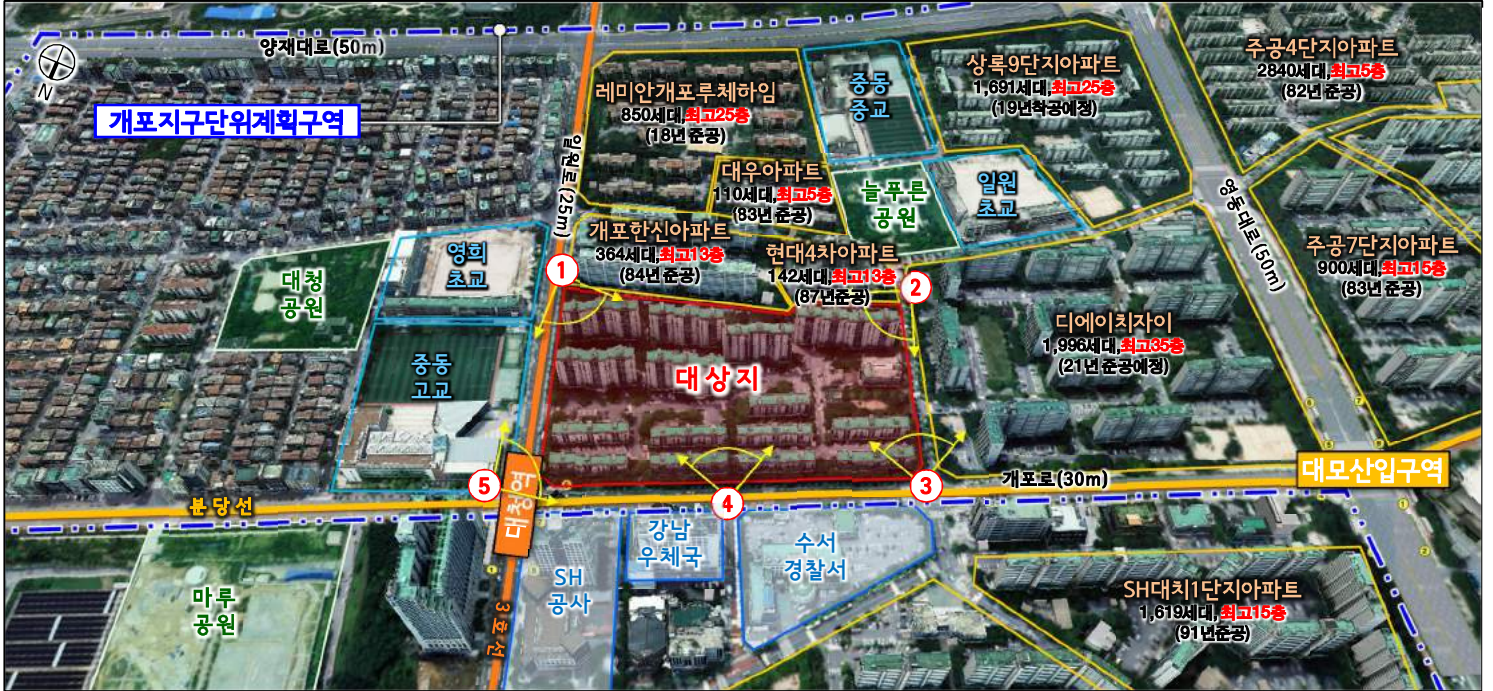 양재대로(50m)
N
개포지구단위계획구역
일원로(25m)
레미안개포루체하임
850세대,최고25층
(18년 준공)
중동
중교
상록9단지아파트
1,691세대,최고25층
(19년착공예정)
주공4단지아파트
2840세대,최고5층
(82년 준공)
대우아파트
110세대,최고5층
(83년 준공)
늘푸른
공원
일원
초교
영동대로(50m)
개포한신아파트
364세대,최고13층
(84년 준공)
현대4차아파트
142세대,최고13층
(87년준공)
주공7단지아파트
900세대,최고15층
(83년 준공)
대청
공원
영희
초교
1
2
디에이치자이
1,996세대,최고35층
(21년 준공예정)
중동
고교
대상지
5
대청역
4
3
개포로(30m)
대모산입구역
분당선
강남
우체국
수서
경찰서
SH
공사
3호선
마루
공원
SH대치1단지아파트
1,619세대,최고15층
(91년준공)